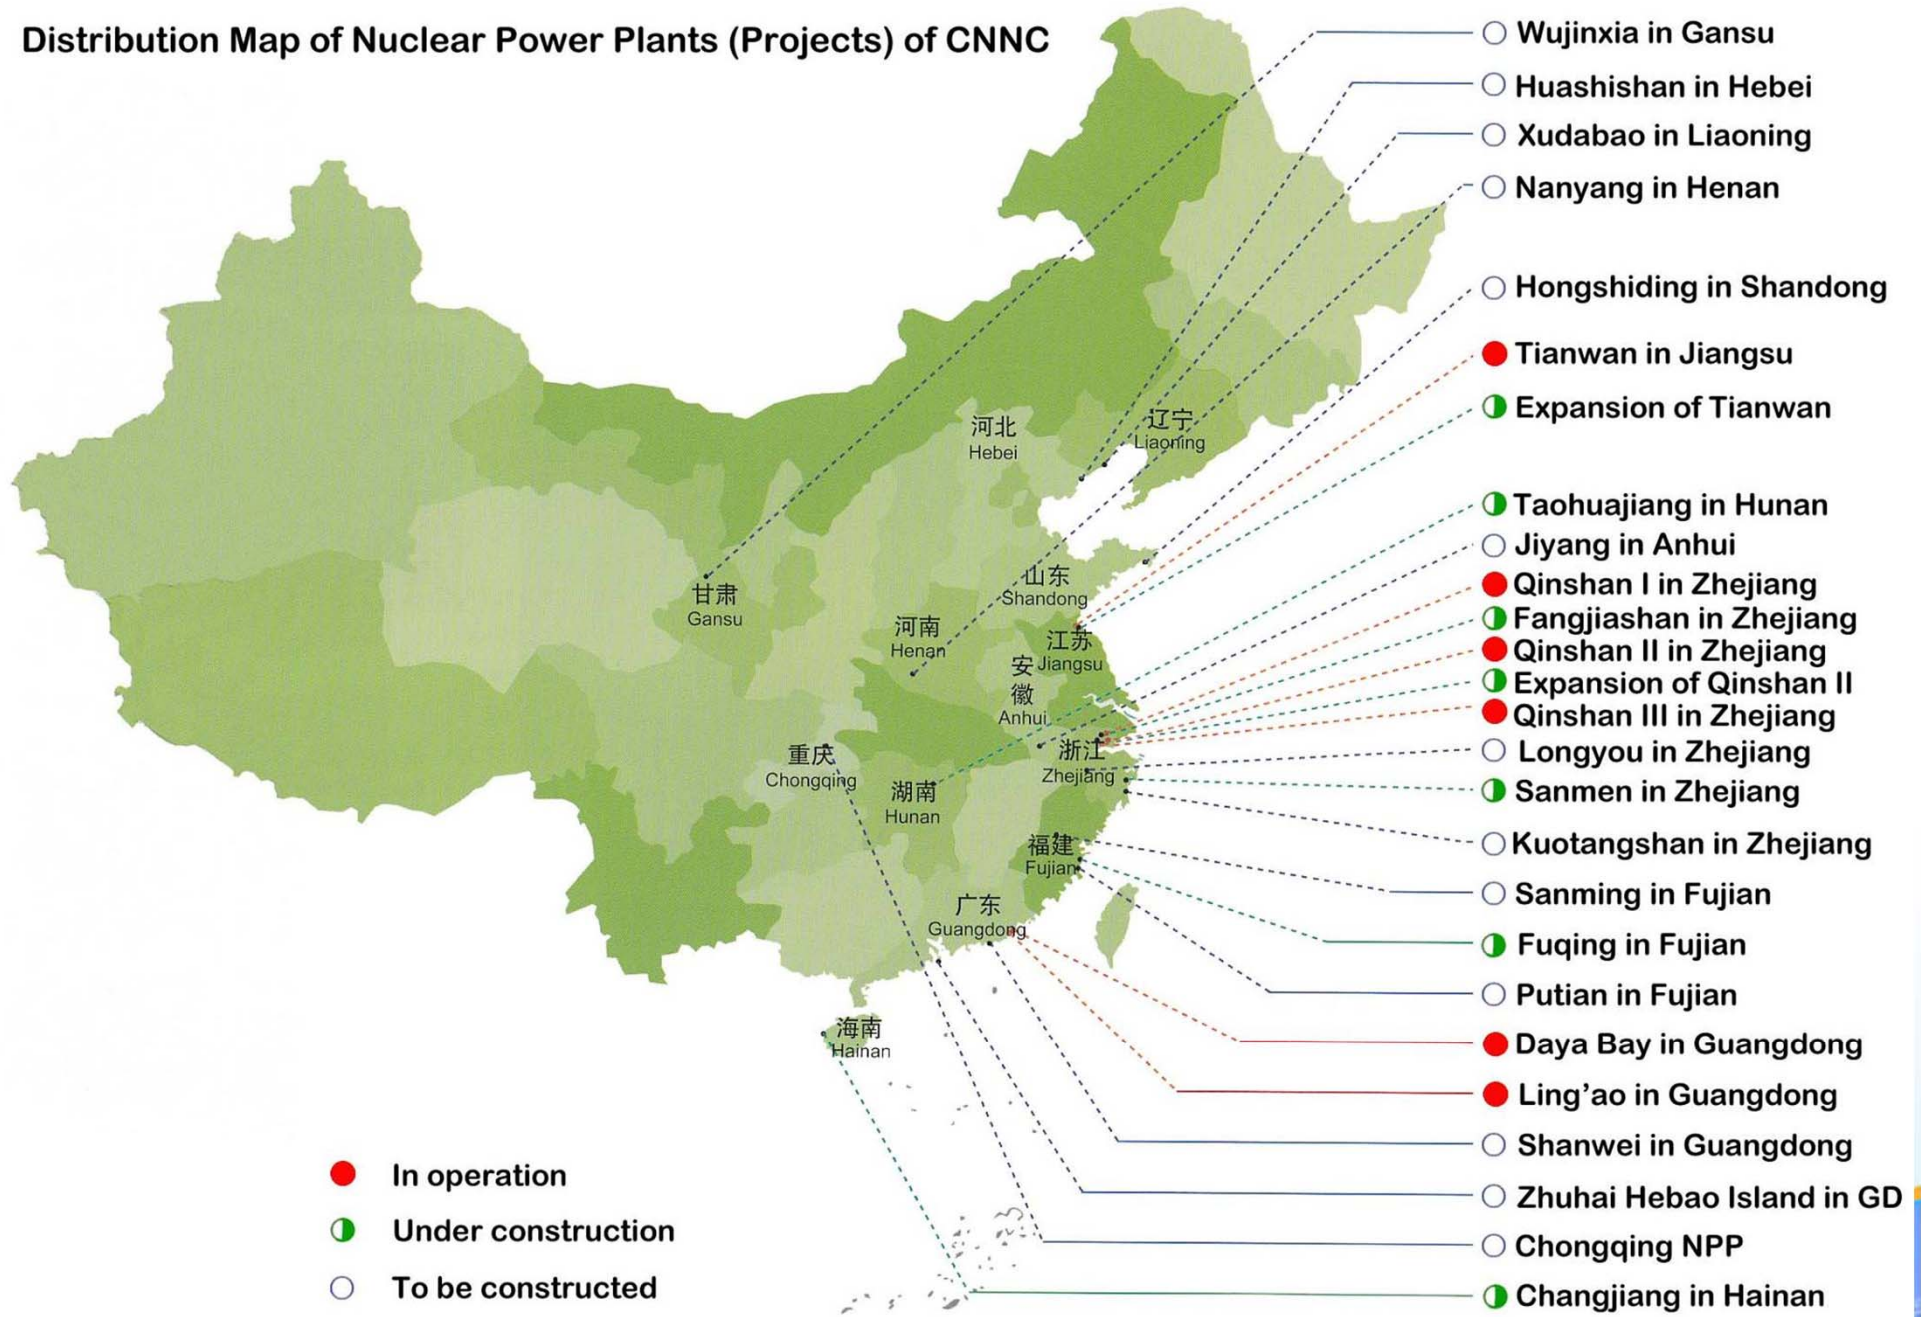 Distribution Map of Nuclear Power Plants (Projects) of CNNC
Wujinxia in Gansu
Huashishan in Hebei
Xudabao in Liaoning
Nanyang in Henan
Hongshiding in Shandong
Tianwan in Jiangsu
Expansion of Tianwan
Taohuajiang in Hunan
Jiyang in Anhui
Qinshan I in Zhejiang
Fangjiashan in Zhejiang
Qinshan II in Zhejiang
Expansion of Qinshan II
Qinshan III in Zhejiang
Longyou in Zhejiang
Sanmen in Zhejiang
Kuotangshan in Zhejiang
Sanming in Fujian
Fuqing in Fujian
Putian in Fujian
Daya Bay in Guangdong
Ling’ao in Guangdong
Shanwei in Guangdong
Zhuhai Hebao Island in GD
Chongqing NPP
Changjiang in Hainan
河北
Hebei
辽宁
Liaoning
甘肃
Gansu
山东
Shandong
河南
Henan
江苏
Jiangsu
安
徽
Anhui
重庆
Chongqing
浙江
Zhejiang
湖南
Hunan
福建
Fujian
广东
Guangdong
海南
Hainan
In operation
Under construction
To be constructed